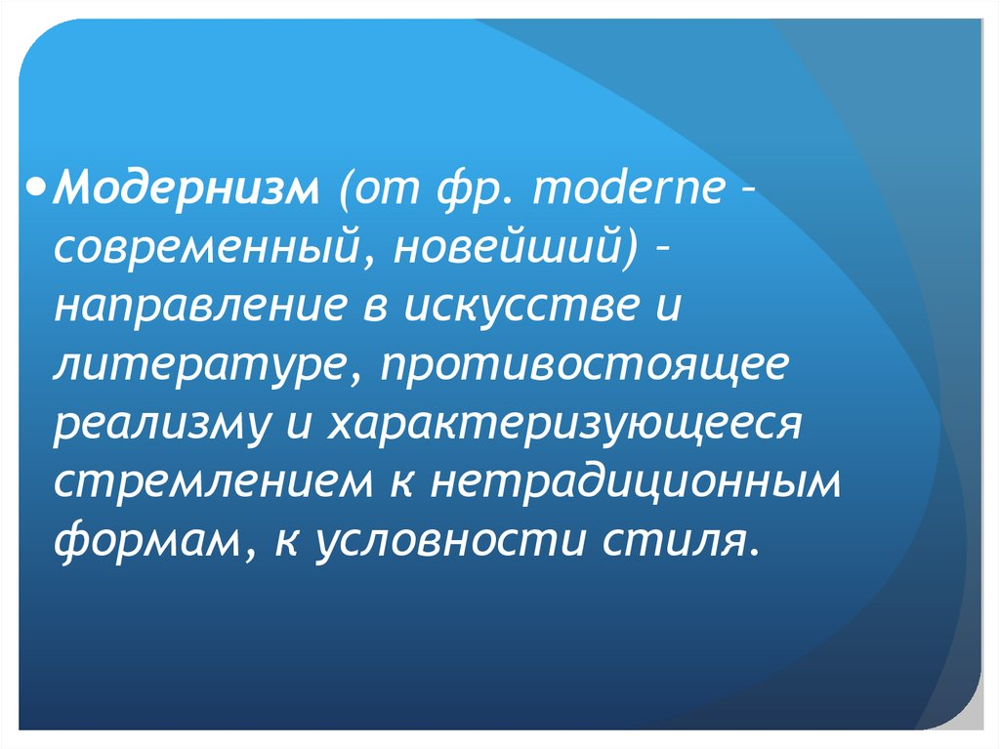 •Модернизм (от фр. moderne –
современный, новейший) –
направление в искусстве и
литературе, противостоящее
реализму и характеризующееся
стремлением к нетрадиционным
формам, к условности стиля.